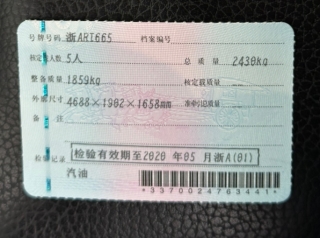 号牌号码 浙AR1665 档案编号
核定载人数 5人 总质量 2430kg
整备质量 1859kg 核定载质量 --
外廓尺寸 4688×1902×1658mm 准牵引总质量 --
备注
检验记录 检验有效期至2020年05月浙A(01)
汽油
*3370024763441*